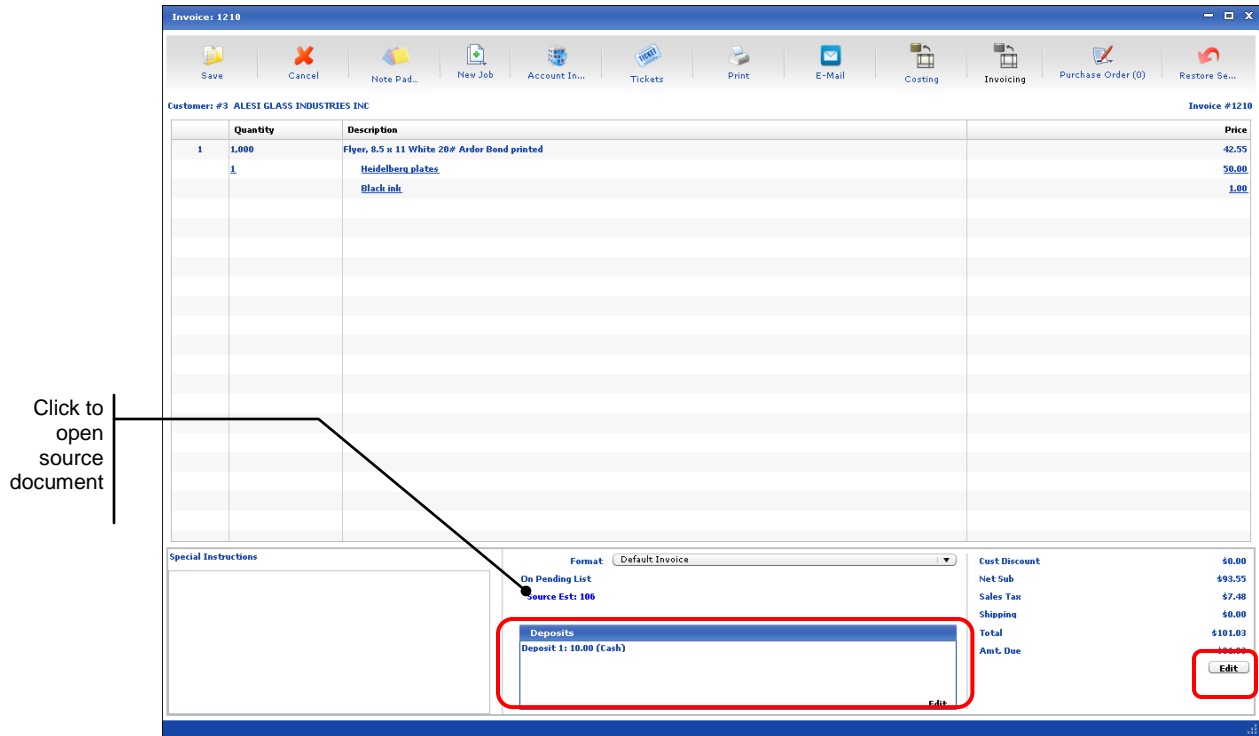 Invoice: 1210
Save Cancel Note Pad... New Job Account In... Tickets Print E-Mail Costing Invoicing Purchase Order (0) Restore Se...
Customer: #3 ALESI GLASS INDUSTRIES INC Invoice #1210
Quantity Description Price
1 1,000 Flyer, 8.5 x 11 White 20# Ardor Bond printed 42.55
1 Heidelberg plates 50.00
Black ink 1.00
Click to
open
source
document
Special Instructions
Format Default Invoice
On Pending List
Source Est: 106
Deposits
Deposit 1: 10.00 (Cash)
Edit
Cust Discount $0.00
Net Sub $93.55
Sales Tax $7.48
Shipping $0.00
Total $101.03
Amt. Due
Edit